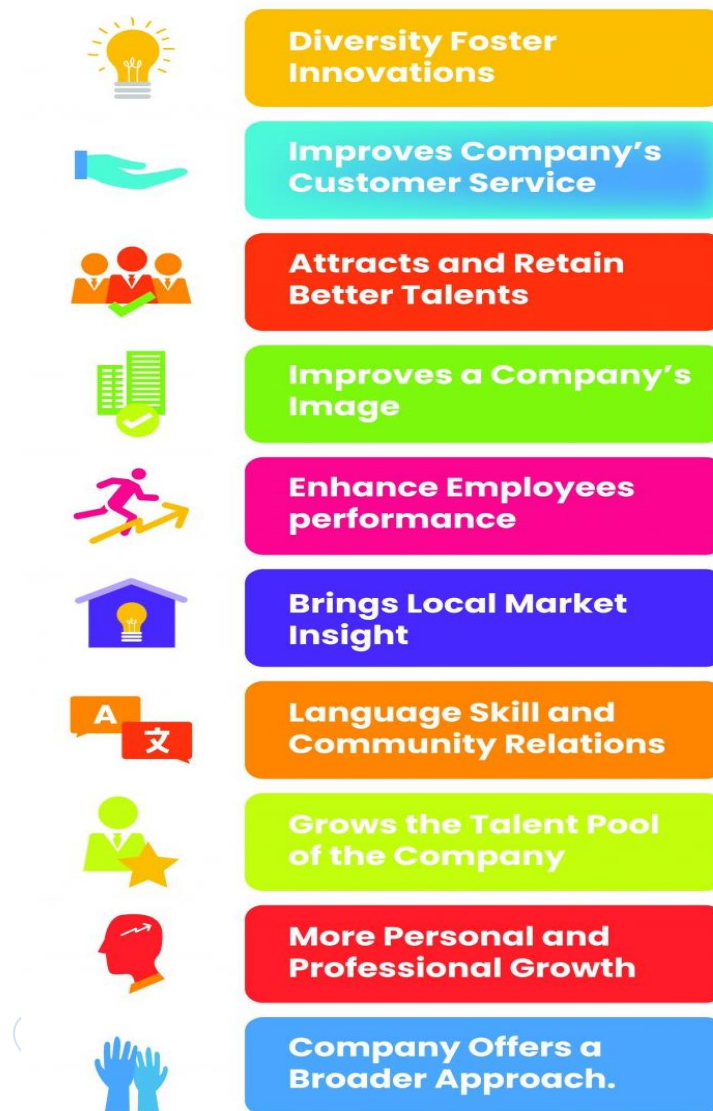 Diversity Foster
Innovations
Improves Company's
Customer Service
Attracts and Retain
Better Talents
Improves a Company's
Image
Enhance Employees
performance
Brings Local Market
Insight
A
文
Language Skill and
Community Relations
Grows the Talent Pool
of the Company
More Personal and
Professional Growth
Company Offers a
Broader Approach.